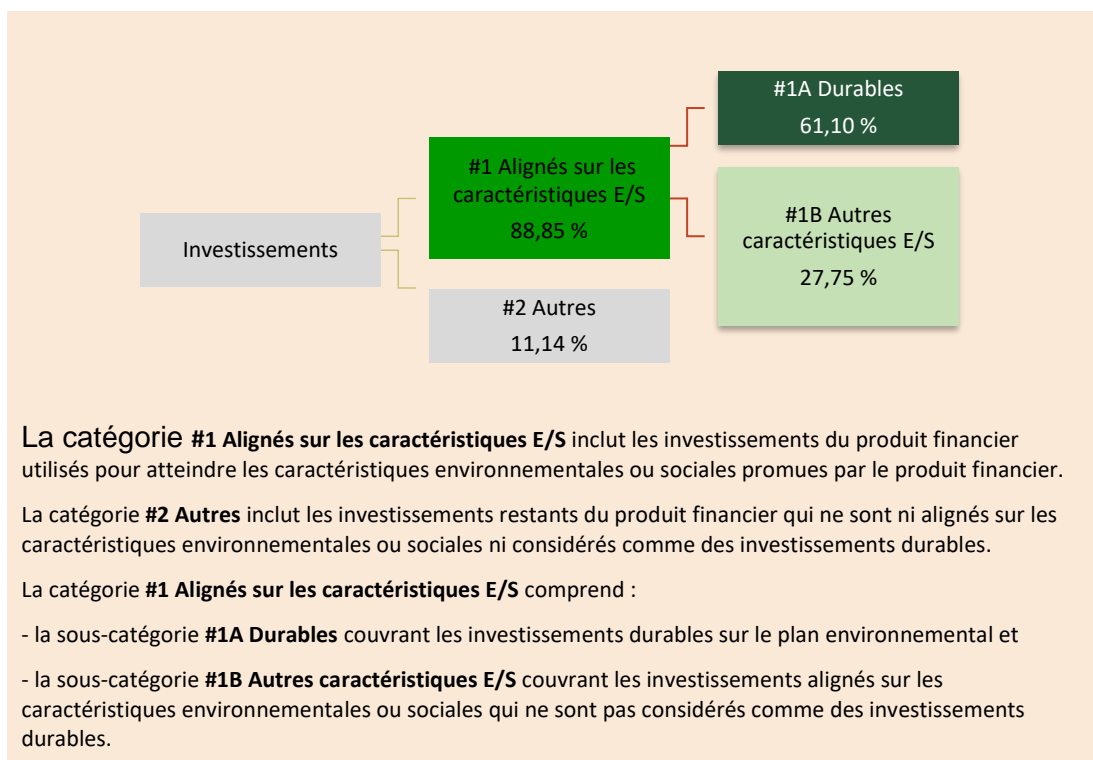 #1A Durables
61,10 %
#1 Alignés sur les
caractéristiques E/S
88,85 %
#1B Autres
caractéristiques E/S
27,75 %
Investissements
#2 Autres
11,14 %
La catégorie #1 Alignés sur les caractéristiques E/S inclut les investissements du produit financier
utilisés pour atteindre les caractéristiques environnementales ou sociales promues par le produit financier.
La catégorie #2 Autres inclut les investissements restants du produit financier qui ne sont ni alignés sur les
caractéristiques environnementales ou sociales ni considérés comme des investissements durables.
La catégorie #1 Alignés sur les caractéristiques E/S comprend :
- la sous-catégorie #1A Durables couvrant les investissements durables sur le plan environnemental et
- la sous-catégorie #1B Autres caractéristiques E/S couvrant les investissements alignés sur les
caractéristiques environnementales ou sociales qui ne sont pas considérés comme des investissements
durables.